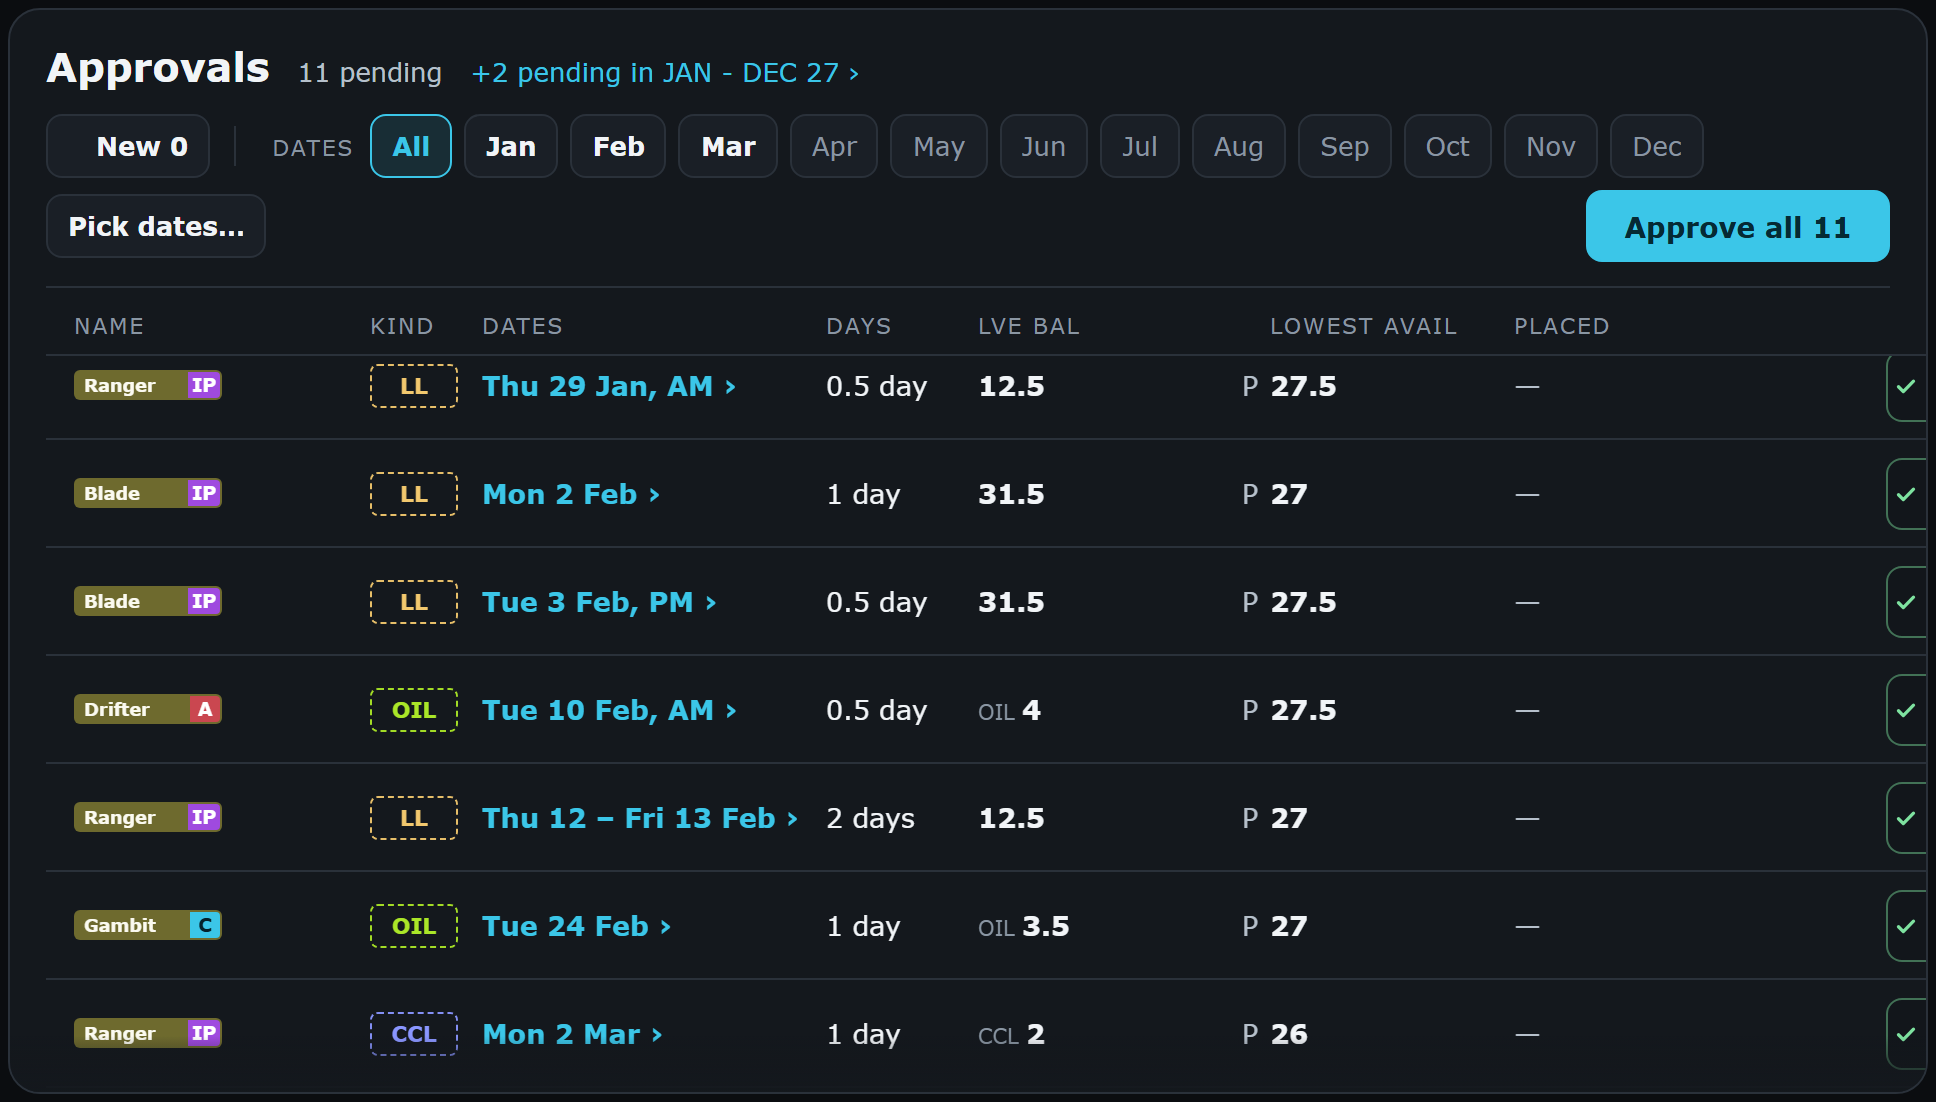 Approvals 11 pending +2 pending in JAN - DEC 27 ›
New 0 DATES All Jan Feb Mar Apr May Jun Jul Aug Sep Oct Nov Dec
Pick dates... Approve all 11
NAME KIND DATES DAYS LVE BAL LOWEST AVAIL PLACED
Ranger IP LL Thu 29 Jan, AM › 0.5 day 12.5 P 27.5 —
Blade IP LL Mon 2 Feb › 1 day 31.5 P 27 —
Blade IP LL Tue 3 Feb, PM › 0.5 day 31.5 P 27.5 —
Drifter A OIL Tue 10 Feb, AM › 0.5 day OIL 4 P 27.5 —
Ranger IP LL Thu 12 – Fri 13 Feb › 2 days 12.5 P 27 —
Gambit C OIL Tue 24 Feb › 1 day OIL 3.5 P 27 —
Ranger IP CCL Mon 2 Mar › 1 day CCL 2 P 26 —